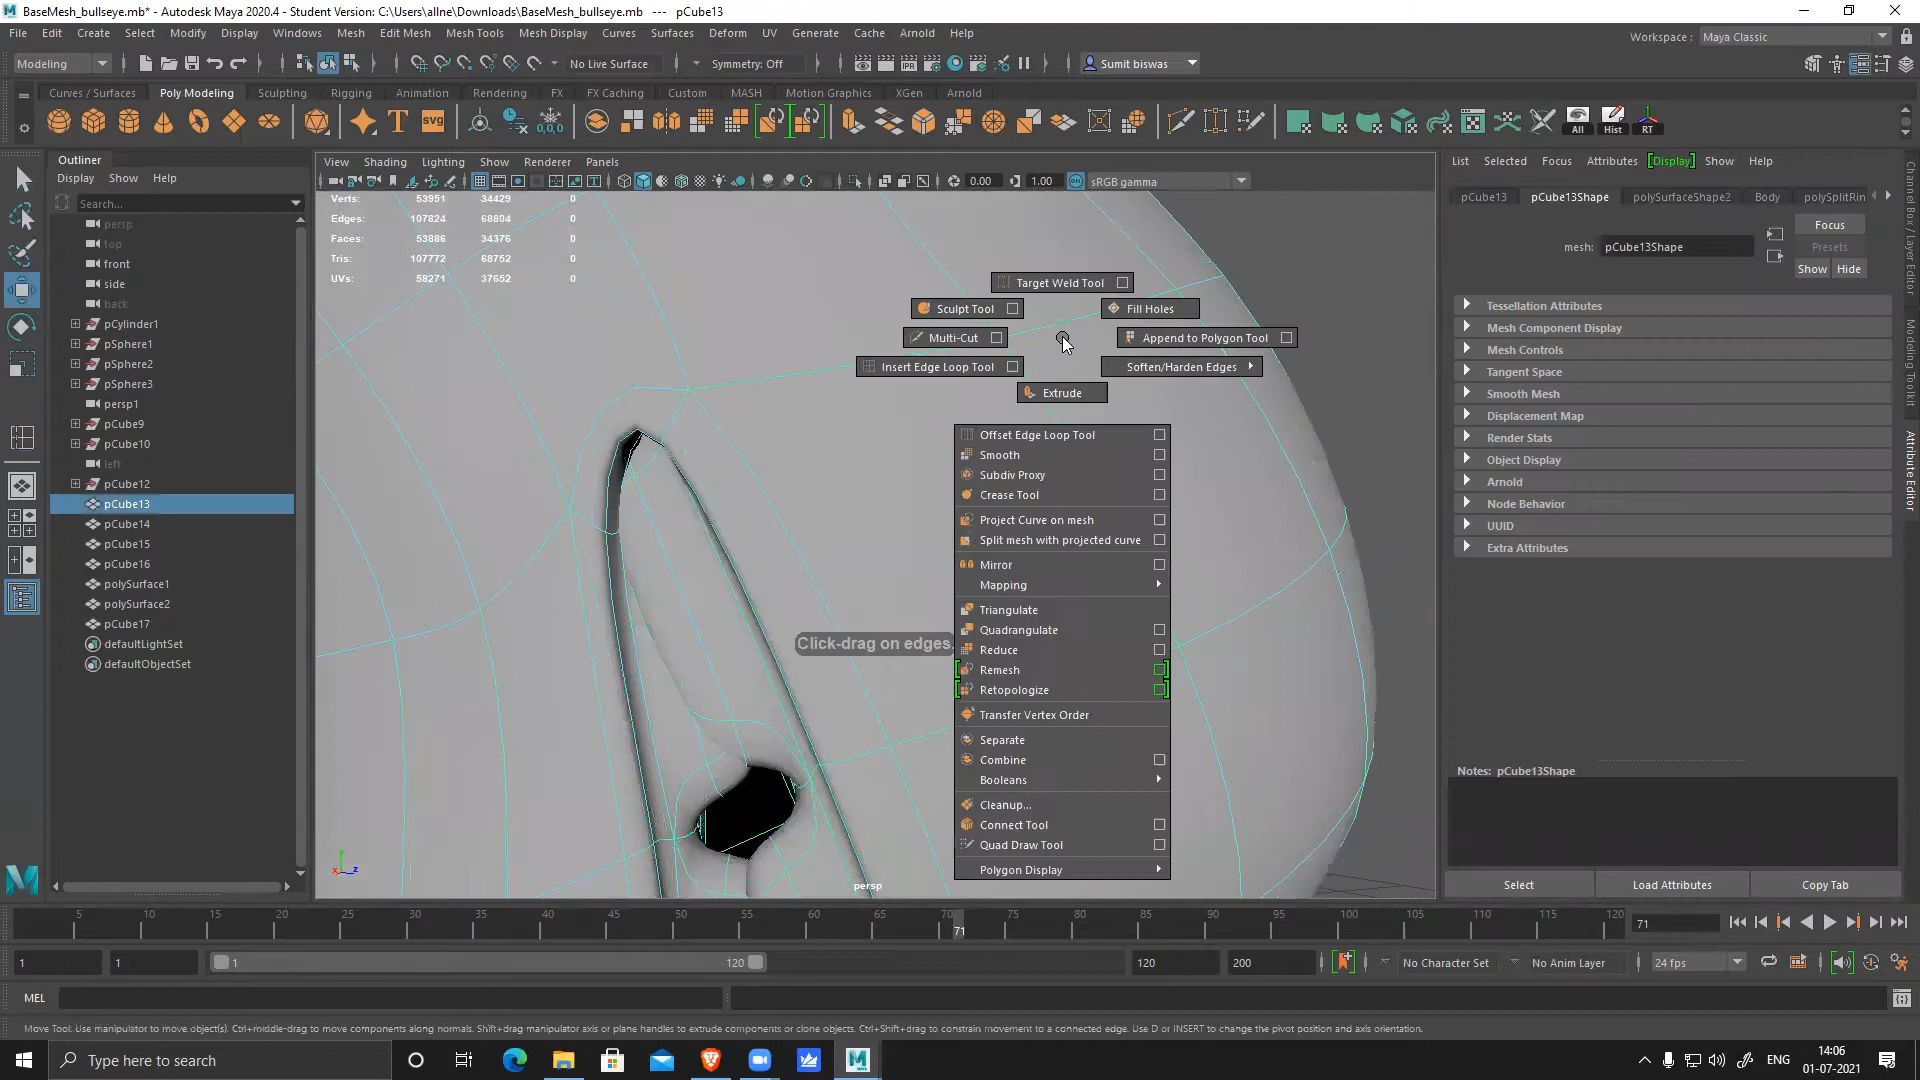 BaseMesh_bullseye.mb* - Autodesk Maya 2020.4 - Student Version: C:\Users\allne\Downloads\BaseMesh_bullseye.mb   ---   pCube13
File Edit Create Select Modify Display Windows Mesh Edit Mesh Mesh Tools Mesh Display Curves Surfaces Deform UV Generate Cache Arnold Help
Workspace : Maya Classic
Modeling No Live Surface Symmetry: Off Sumit biswas
Curves / Surfaces Poly Modeling Sculpting Rigging Animation Rendering FX FX Caching Custom MASH Motion Graphics XGen Arnold
T SVG 0,0,0 All Hist RT
Outliner
Display Show Help
Search...
persp
top
front
side
back
pCylinder1
pSphere1
pSphere2
pSphere3
persp1
pCube9
pCube10
left
pCube12
pCube13
pCube14
pCube15
pCube16
polySurface1
polySurface2
pCube17
defaultLightSet
defaultObjectSet
View Shading Lighting Show Renderer Panels
0.00 1.00 sRGB gamma
Verts: 53951 34429 0
Edges: 107824 68804 0
Faces: 53886 34376 0
Tris: 107772 68752 0
UVs: 58271 37652 0
Target Weld Tool
Sculpt Tool Fill Holes
Multi-Cut Append to Polygon Tool
Insert Edge Loop Tool Soften/Harden Edges
Extrude
Offset Edge Loop Tool
Smooth
Subdiv Proxy
Crease Tool
Project Curve on mesh
Split mesh with projected curve
Mirror
Mapping
Triangulate
Quadrangulate
Reduce
Remesh
Retopologize
Transfer Vertex Order
Separate
Combine
Booleans
Cleanup...
Connect Tool
Quad Draw Tool
Polygon Display
Click-drag on edges
persp
List Selected Focus Attributes Display Show Help
pCube13 pCube13Shape polySurfaceShape2 Body polySplitRin
Focus
mesh: pCube13Shape Presets
Show Hide
Tessellation Attributes
Mesh Component Display
Mesh Controls
Tangent Space
Smooth Mesh
Displacement Map
Render Stats
Object Display
Arnold
Node Behavior
UUID
Extra Attributes
Notes: pCube13Shape
Select Load Attributes Copy Tab
Channel Box / Layer Editor
Modeling Toolkit
Attribute Editor
5 10 15 20 25 30 35 40 45 50 55 60 65 70 75 80 85 90 95 100 105 110 115 120
71 71
1 1 1 120 120 200 No Character Set No Anim Layer 24 fps
MEL
Move Tool: Use manipulator to move object(s). Ctrl+middle-drag to move components along normals. Shift+drag manipulator axis or plane handles to extrude components or clone objects. Ctrl+Shift+drag to constrain movement to a connected edge. Use D or INSERT to change the pivot position and axis orientation.
Type here to search
ENG
14:06
01-07-2021